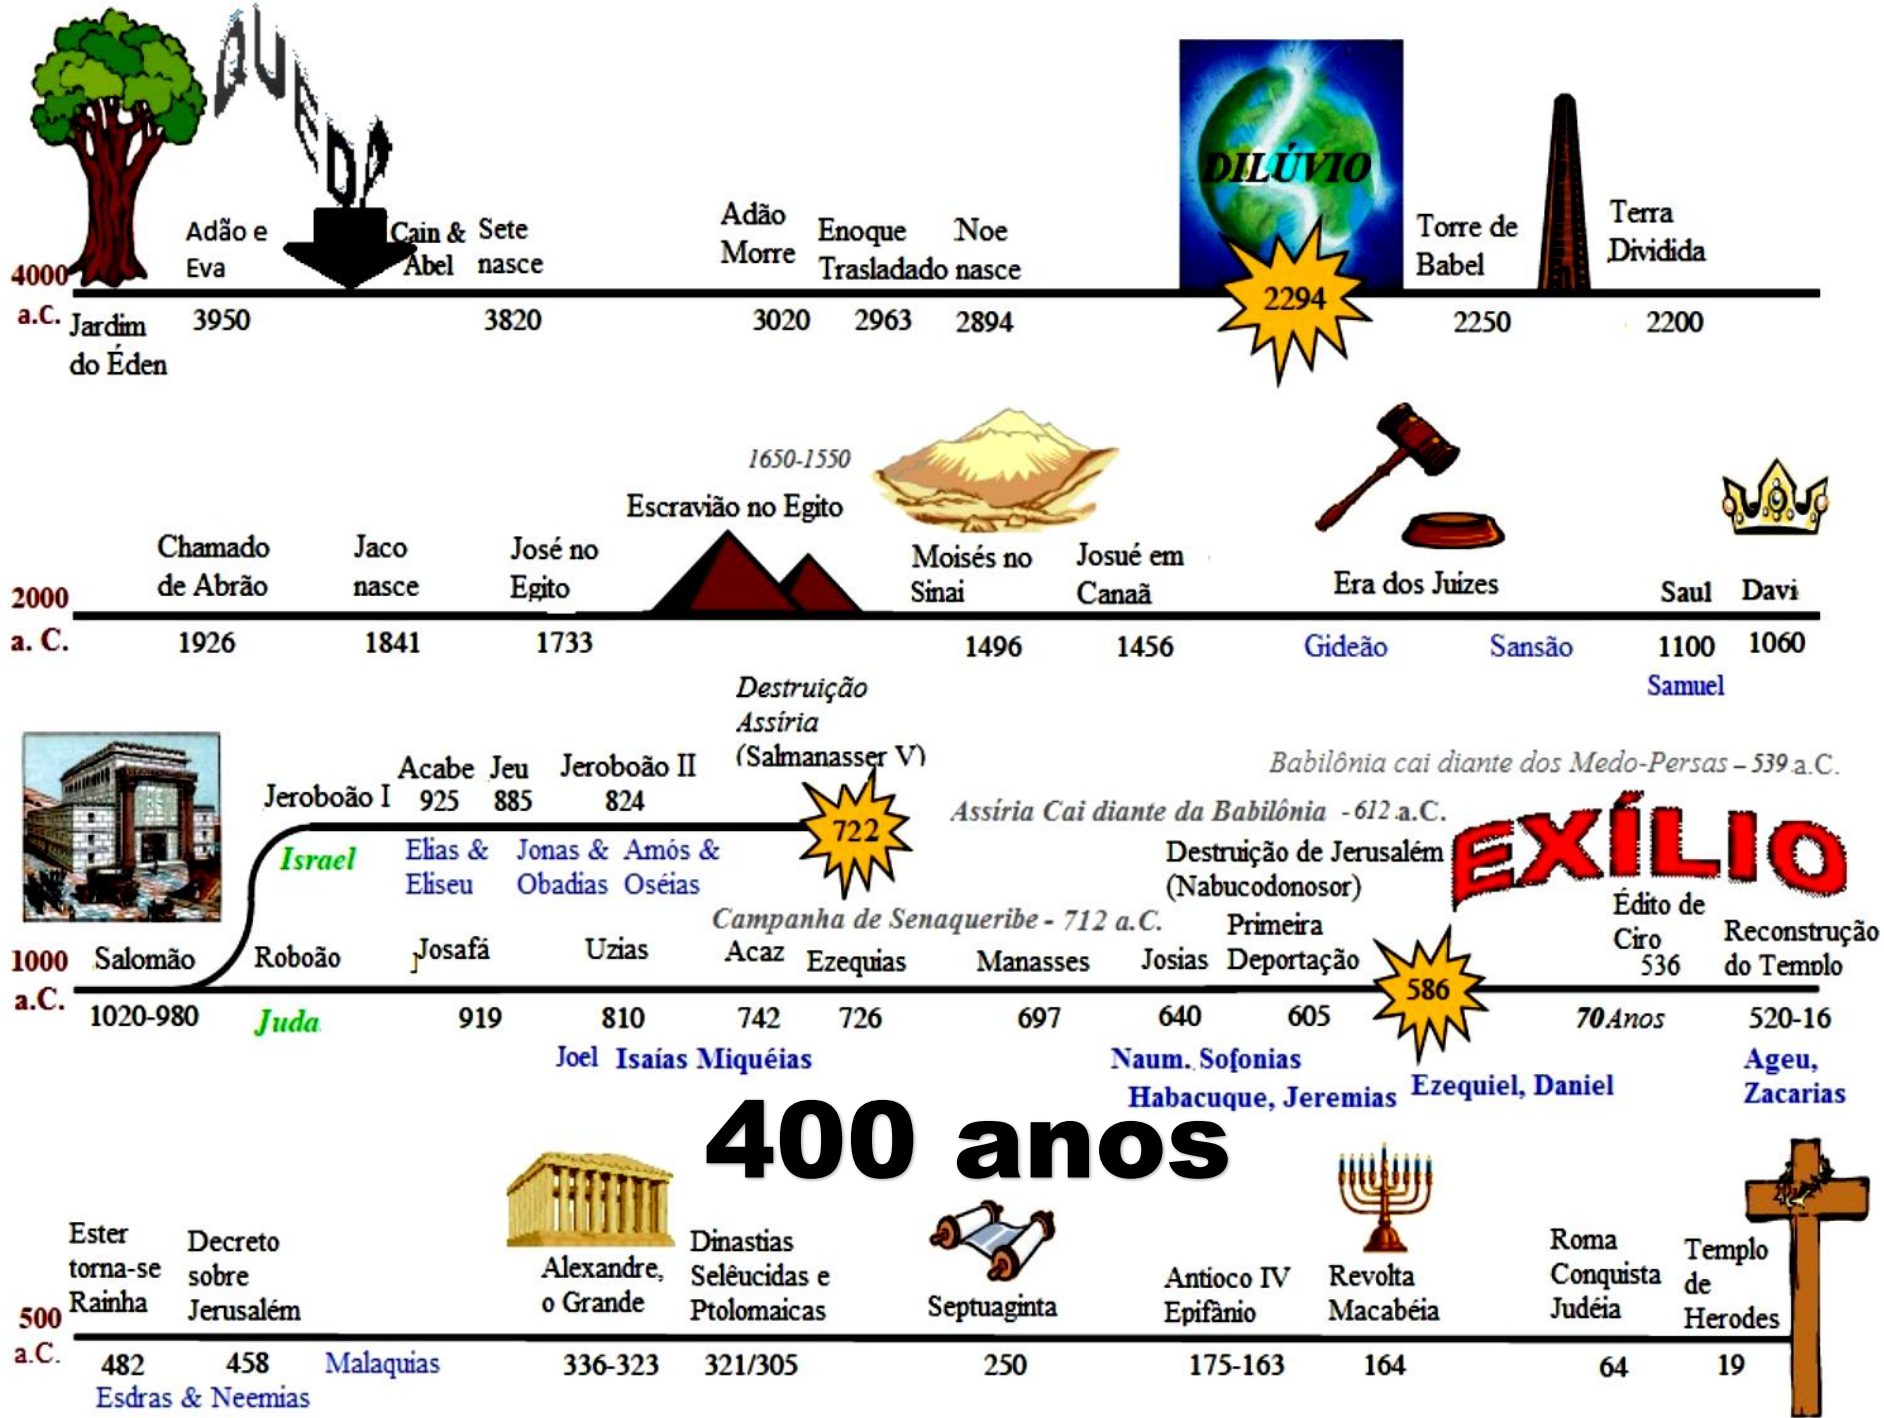 QUEDA
DILÚVIO
Adão e
Eva
Cain &
Abel
Sete
nasce
Adão
Morre
Enoque
Trasladado
Noe
nasce
Torre de
Babel
Terra
Dividida
4000
a.C.
Jardim
do Éden
3950
3820
3020
2963
2894
2294
2250
2200
1650-1550
Escravião no Egito
Chamado
de Abrão
Jaco
nasce
José no
Egito
Moisés no
Sinai
Josué em
Canaã
Era dos Juizes
Saul
Davi
2000
a. C.
1926
1841
1733
1496
1456
Gideão
Sansão
1100
1060
Samuel
Destruição
Assíria
(Salmanasser V)
Jeroboão I
Acabe
925
Jeu
885
Jeroboão II
824
722
Israel
Elias &
Eliseu
Jonas &
Obadias
Amós &
Oséias
Babilônia cai diante dos Medo-Persas – 539 a.C.
Assíria Cai diante da Babilônia - 612 a.C.
EXÍLIO
Destruição de Jerusalém
(Nabucodonosor)
Campanha de Senaqueribe - 712 a.C.
Primeira
Deportação
Édito de
Ciro
536
Reconstrução
do Templo
1000
a.C.
Salomão
Roboão
Josafá
Uzias
Acaz
Ezequias
Manasses
Josias
586
1020-980
Juda
919
810
742
726
697
640
605
70 Anos
520-16
Joel
Isaías
Miquéias
Naum. Sofonias
Habacuque, Jeremias
Ezequiel, Daniel
Ageu,
Zacarias
400 anos
Ester
torna-se
Rainha
Decreto
sobre
Jerusalém
Alexandre,
o Grande
Dinastias
Selêucidas e
Ptolomaicas
Septuaginta
Antioco IV
Epifânio
Revolta
Macabéia
Roma
Conquista
Judéia
Templo
de
Herodes
500
a.C.
482
458
Malaquias
336-323
321/305
250
175-163
164
64
19
Esdras & Neemias